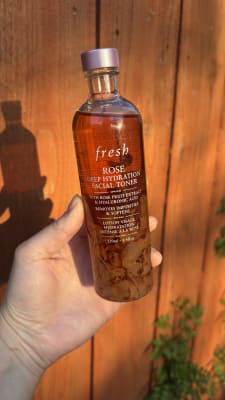 fresh
ROSE
DEEP HYDRATION
FACIAL TONER
WITH ROSE FRUIT EXTRACT
& HYALURONIC ACID
REMOVES IMPURITIES
& SOFTENS
LOTION VISAGE
HYDRATATION
INTENSE À LA ROSE